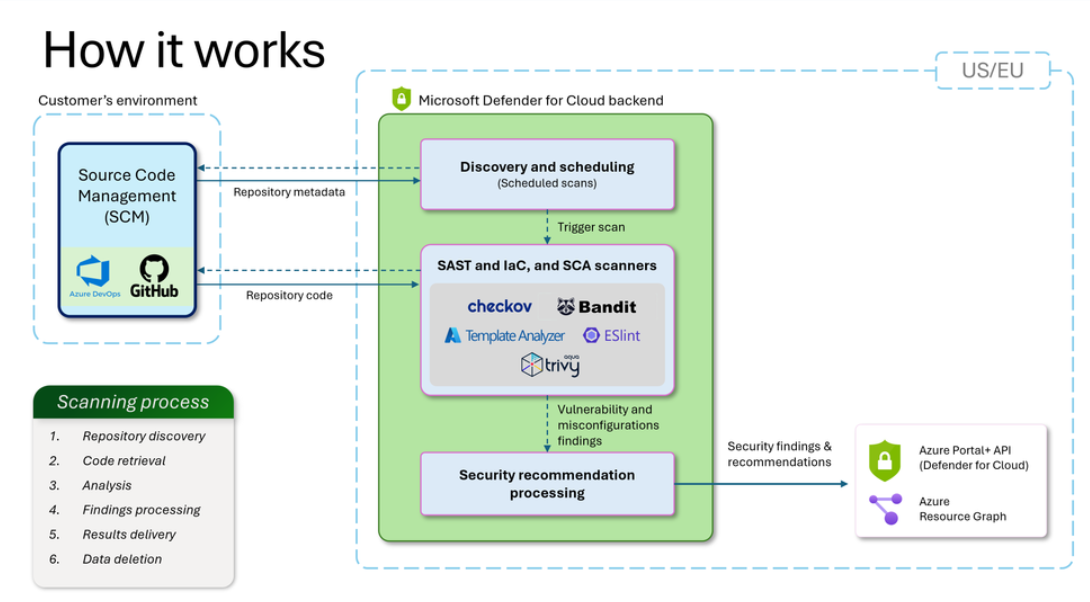 How it works
US/EU
Customer's environment
Microsoft Defender for Cloud backend
Source Code
Management
(SCM)
Azure DevOps
GitHub
Repository metadata
Discovery and scheduling
(Scheduled scans)
Trigger scan
Repository code
SAST and IaC, and SCA scanners
checkov
Bandit
Template Analyzer
ESlint
aqua
trivy
Vulnerability and
misconfigurations
findings
Security recommendation
processing
Security findings &
recommendations
Azure Portal+ API
(Defender for Cloud)
Azure
Resource Graph
Scanning process
1. Repository discovery
2. Code retrieval
3. Analysis
4. Findings processing
5. Results delivery
6. Data deletion